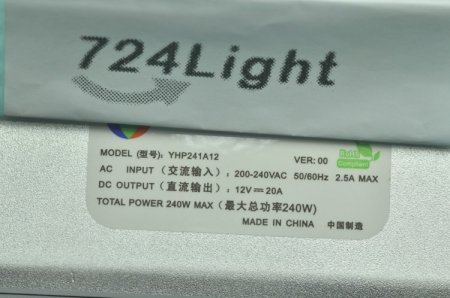 724Light
MODEL (型号): YHP241A12 VER: 00 RoHS Compliant
AC INPUT (交流输入): 200-240VAC 50/60Hz 2.5A MAX
DC OUTPUT (直流输出): 12V⎓20A
TOTAL POWER 240W MAX (最大总功率240W)
MADE IN CHINA 中国制造